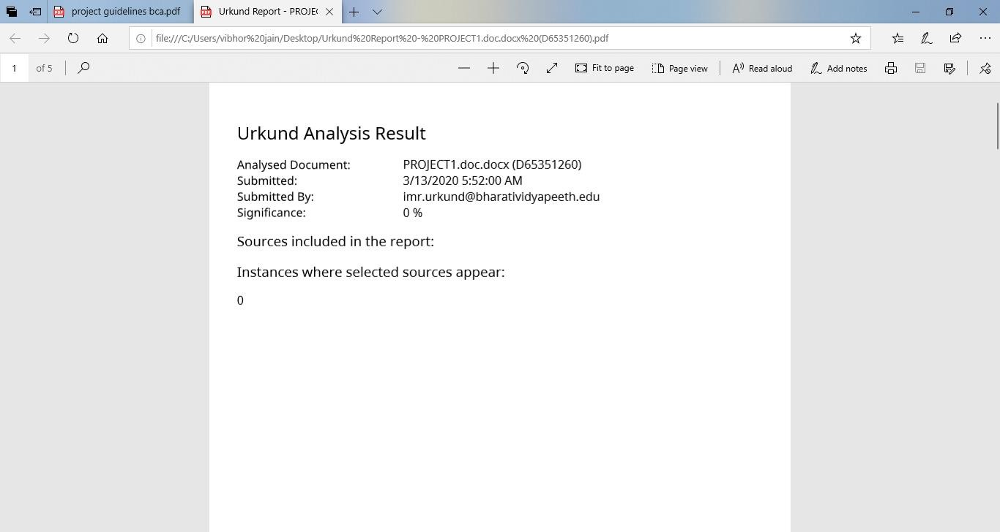 project guidelines bca.pdf
Urkund Report - PROJEC
file:///C:/Users/vibhor%20jain/Desktop/Urkund%20Report%20-%20PROJECT1.doc.docx%20(D65351260).pdf
1 of 5 Fit to page Page view Read aloud Add notes
Urkund Analysis Result
Analysed Document: PROJECT1.doc.docx (D65351260)
Submitted: 3/13/2020 5:52:00 AM
Submitted By: imr.urkund@bharatividyapeeth.edu
Significance: 0 %
Sources included in the report:
Instances where selected sources appear:
0